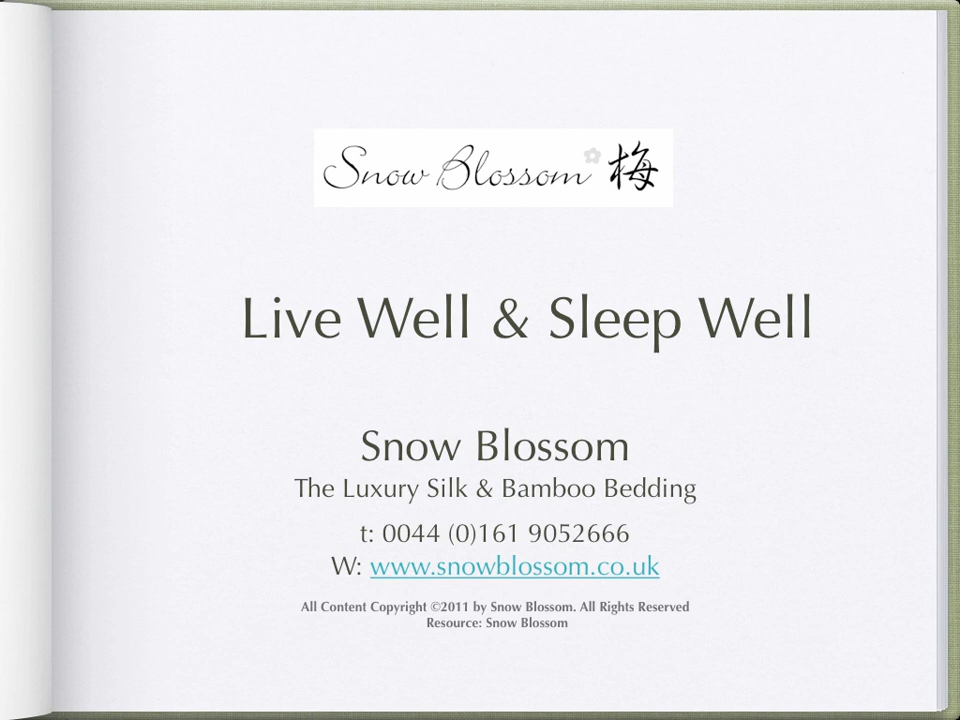 Snow Blossom 梅
Live Well & Sleep Well
Snow Blossom
The Luxury Silk & Bamboo Bedding
t: 0044 (0)161 9052666
W: www.snowblossom.co.uk
All Content Copyright ©2011 by Snow Blossom. All Rights Reserved
Resource: Snow Blossom